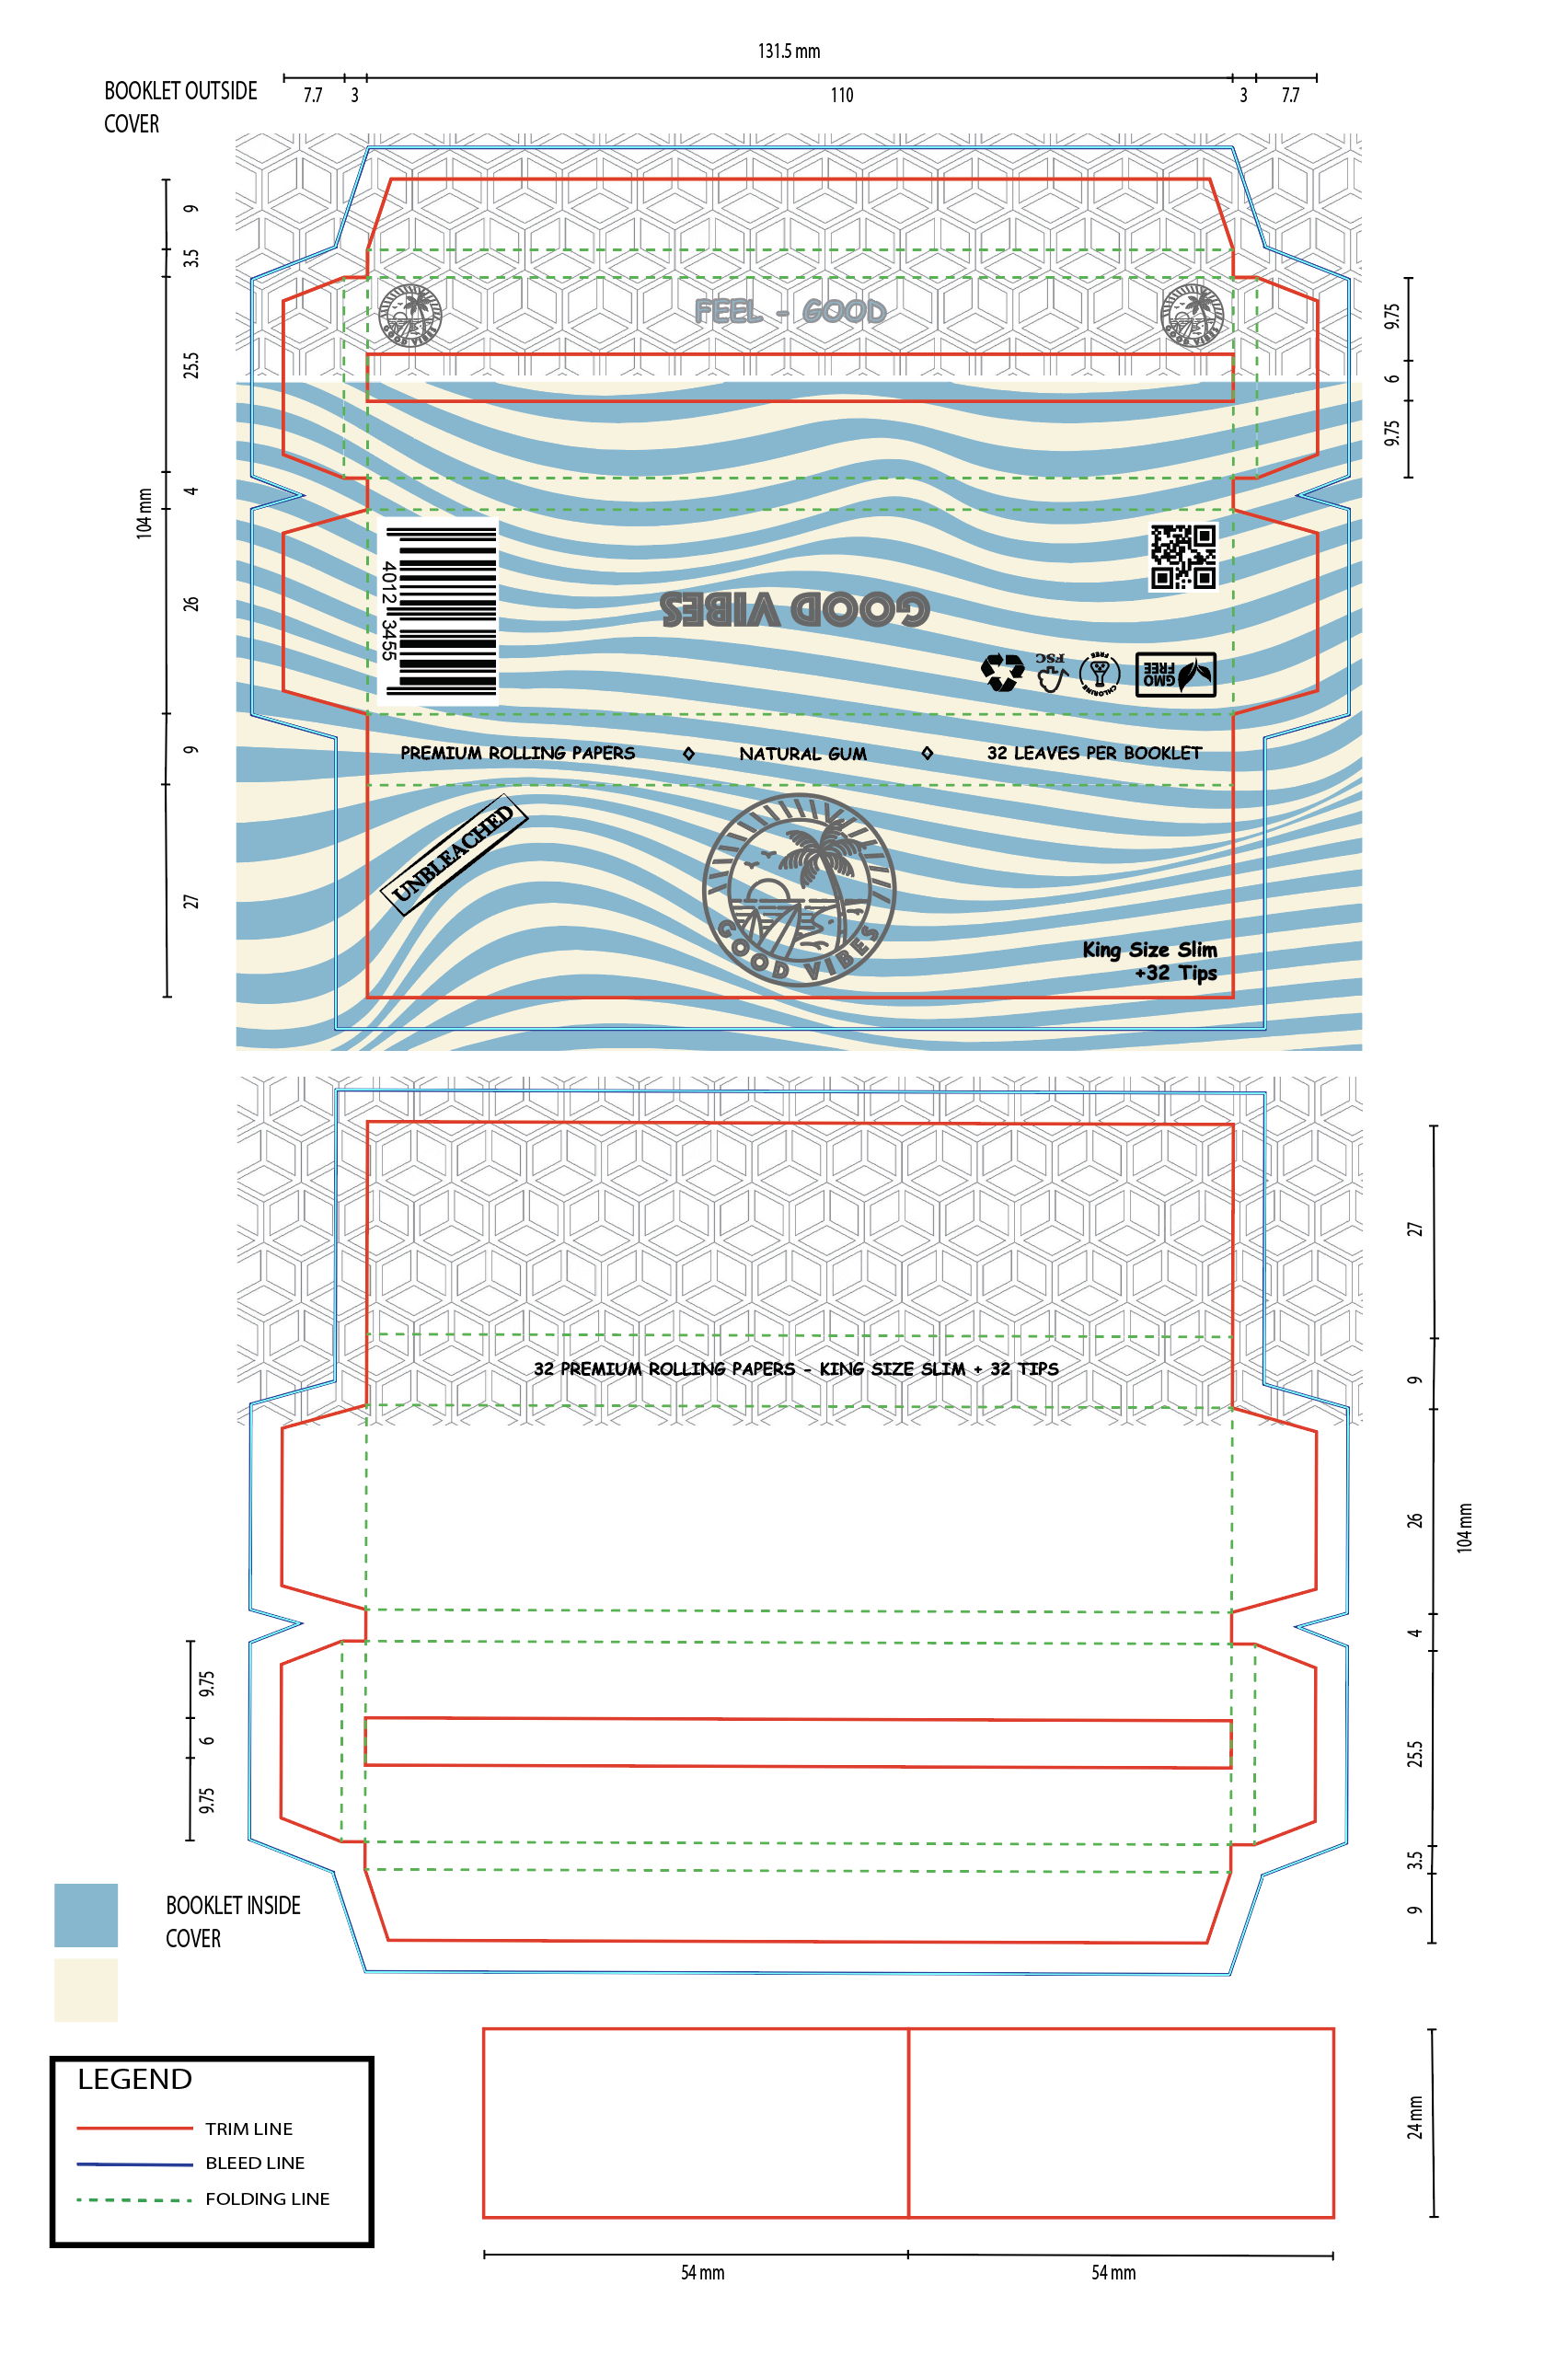 131.5 mm
BOOKLET OUTSIDE
COVER
7.7
3
110
3
7.7
9
3.5
25.5
4
104 mm
26
9
27
9.75
6
9.75
GOOD VIBES
FEEL - GOOD
GOOD VIBES
4012 3455
GOOD VIBES
FSC
CHLORINE FREE
GMO
FREE
PREMIUM ROLLING PAPERS ◇ NATURAL GUM ◇ 32 LEAVES PER BOOKLET
UNBLEACHED
GOOD VIBES
King Size Slim
+32 Tips
32 PREMIUM ROLLING PAPERS - KING SIZE SLIM + 32 TIPS
27
9
26
104 mm
4
25.5
3.5
9
9.75
6
9.75
BOOKLET INSIDE
COVER
LEGEND
TRIM LINE
BLEED LINE
FOLDING LINE
24 mm
54 mm
54 mm